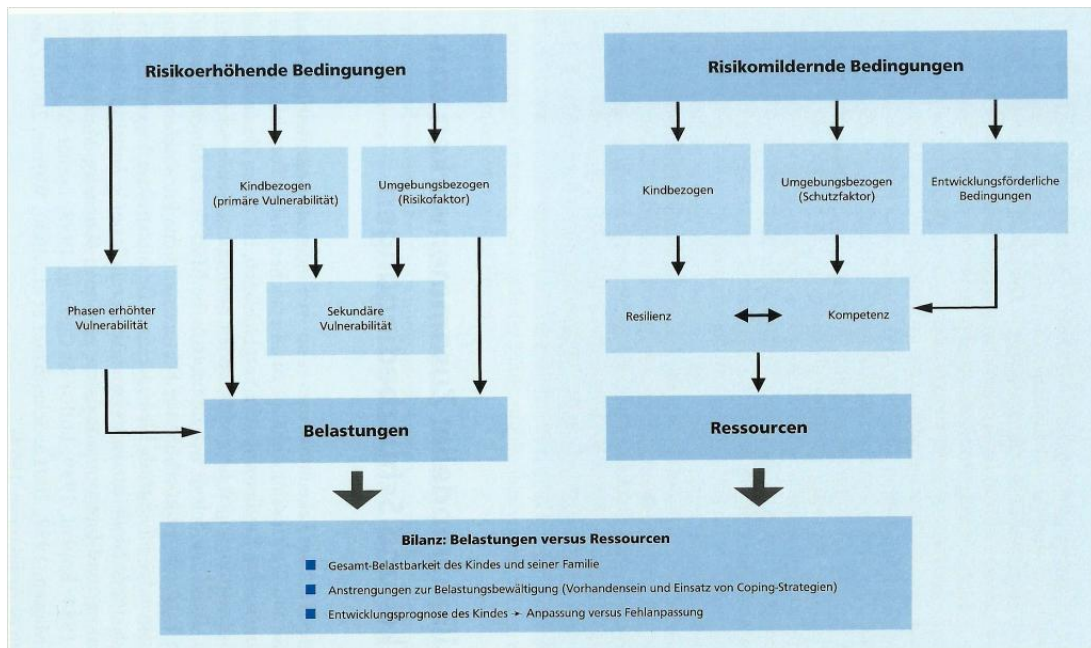 Risikoerhöhende Bedingungen
Risikomildernde Bedingungen
Kindbezogen
(primäre Vulnerabilität)
Umgebungsbezogen
(Risikofaktor)
Kindbezogen
Umgebungsbezogen
(Schutzfaktor)
Entwicklungsförderliche
Bedingungen
Phasen erhöhter
Vulnerabilität
Sekundäre
Vulnerabilität
Resilienz
Kompetenz
Belastungen
Ressourcen
Bilanz: Belastungen versus Ressourcen
Gesamt-Belastbarkeit des Kindes und seiner Familie
Anstrengungen zur Belastungsbewältigung (Vorhandensein und Einsatz von Coping-Strategien)
Entwicklungsprognose des Kindes → Anpassung versus Fehlanpassung